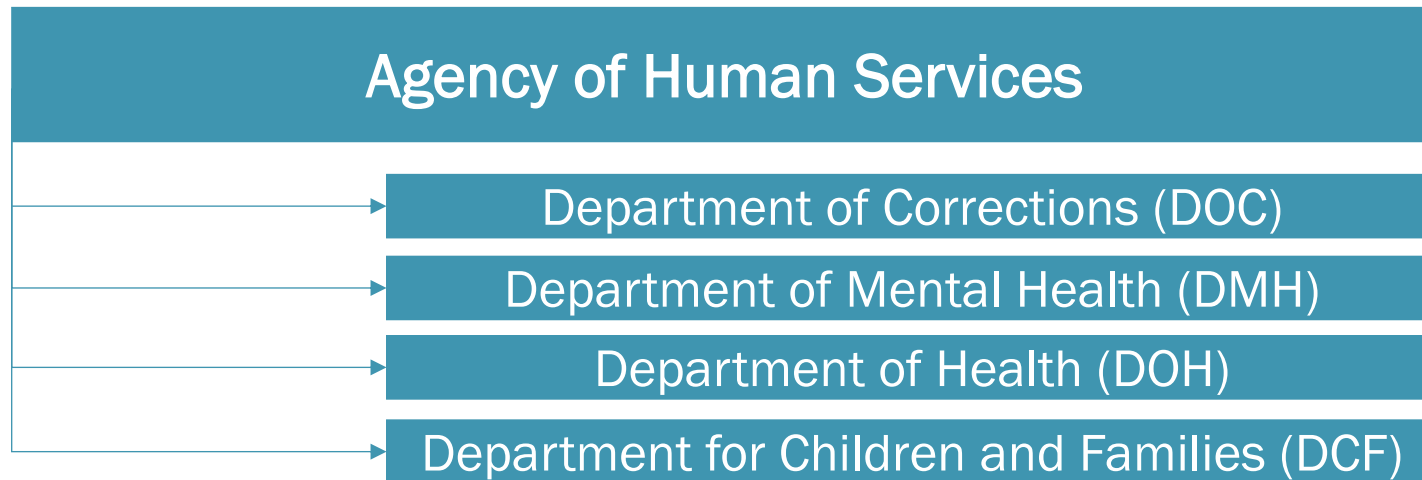 Agency of Human Services
Department of Corrections (DOC)
Department of Mental Health (DMH)
Department of Health (DOH)
Department for Children and Families (DCF)